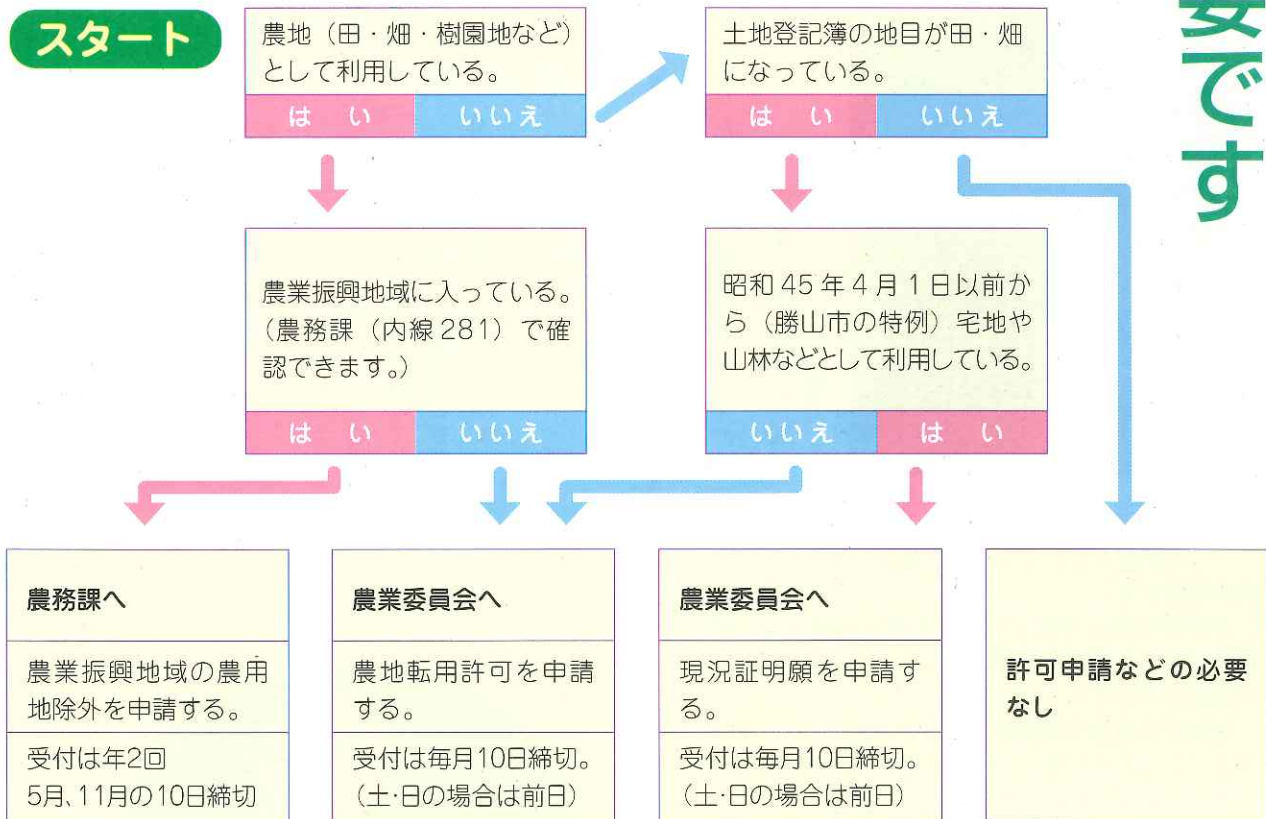 スタート
農地（田・畑・樹園地など）
として利用している。
は い
いいえ
土地登記簿の地目が田・畑
になっている。
は い
いいえ
です
農業振興地域に入っている。
（農務課（内線281）で確
認できます。）
は い
いいえ
昭和45年4月1日以前か
ら（勝山市の特例）宅地や
山林などとして利用している。
いいえ
は い
農務課へ
農業振興地域の農用
地除外を申請する。
受付は年2回
5月、11月の10日締切
農業委員会へ
農地転用許可を申請
する。
受付は毎月10日締切。
（土・日の場合は前日）
農業委員会へ
現況証明願を申請す
る。
受付は毎月10日締切。
（土・日の場合は前日）
許可申請などの必要
なし